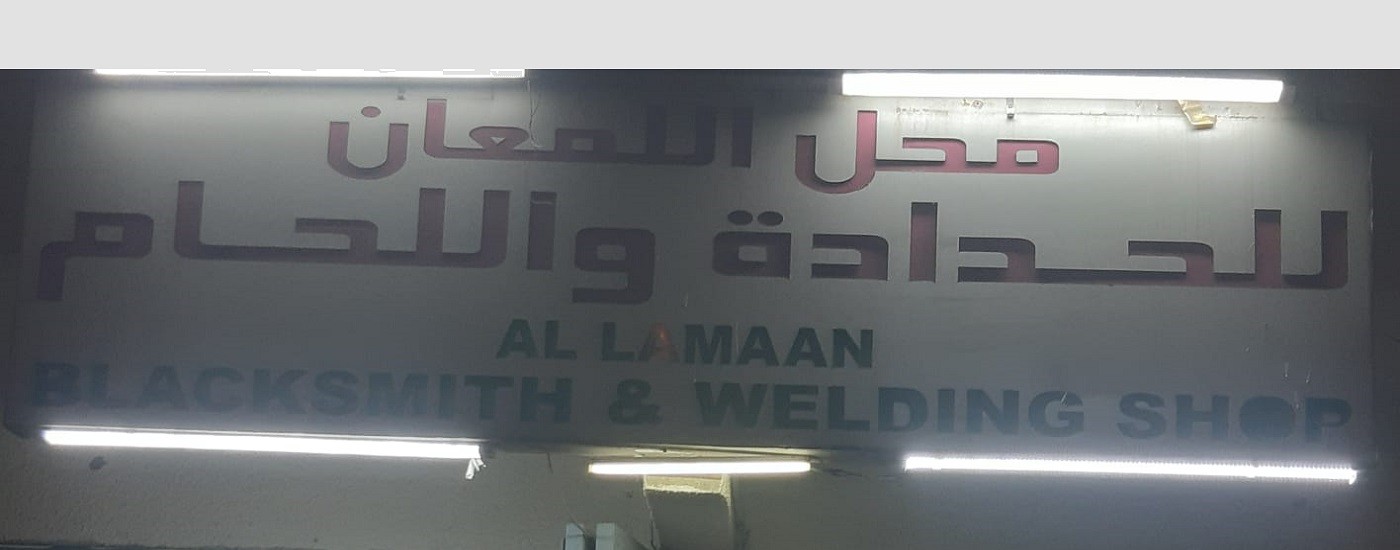 محل اللمعان
للحدادة واللحام
AL LAMAAN
BLACKSMITH & WELDING SHOP